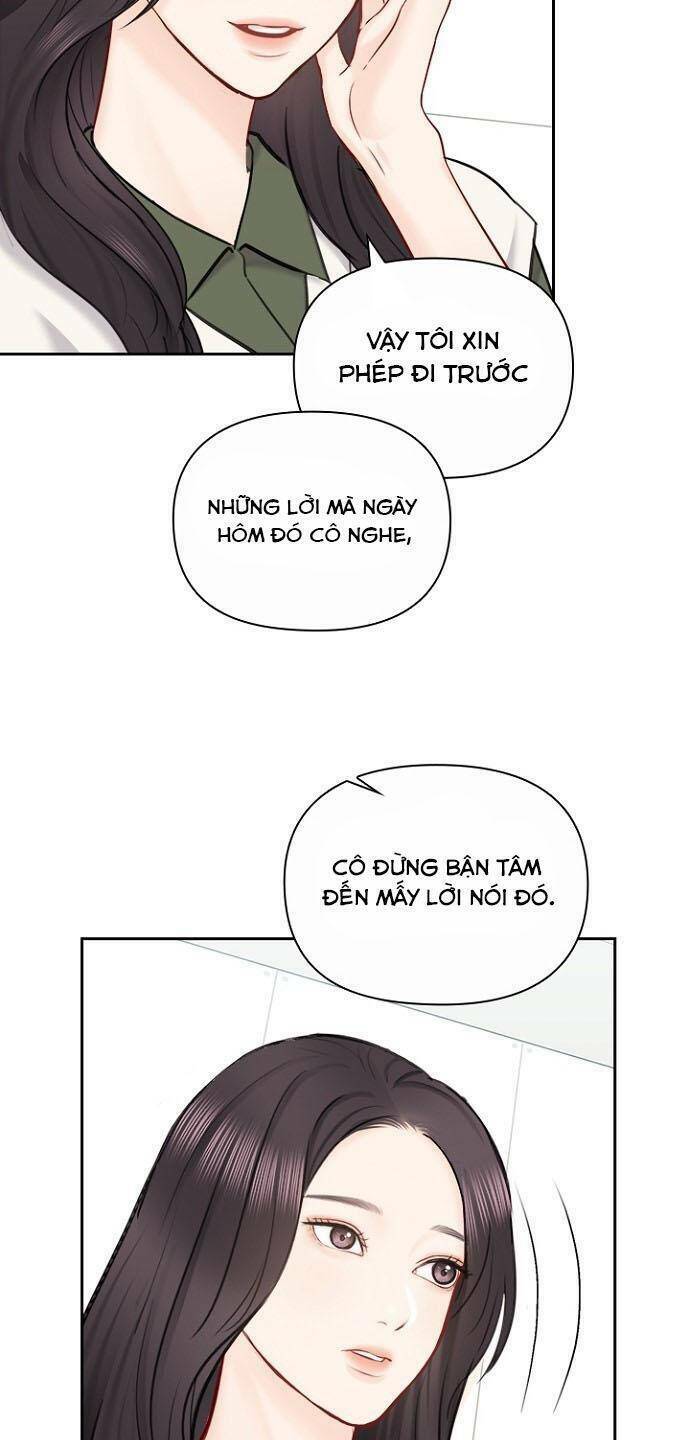 VẬY TÔI XIN
PHÉP ĐI TRƯỚC
NHỮNG LỜI MÀ NGÀY
HÔM ĐÓ CÔ NGHE,
CÔ ĐỪNG BẬN TÂM
ĐẾN MẤY LỜI NÓI ĐÓ.